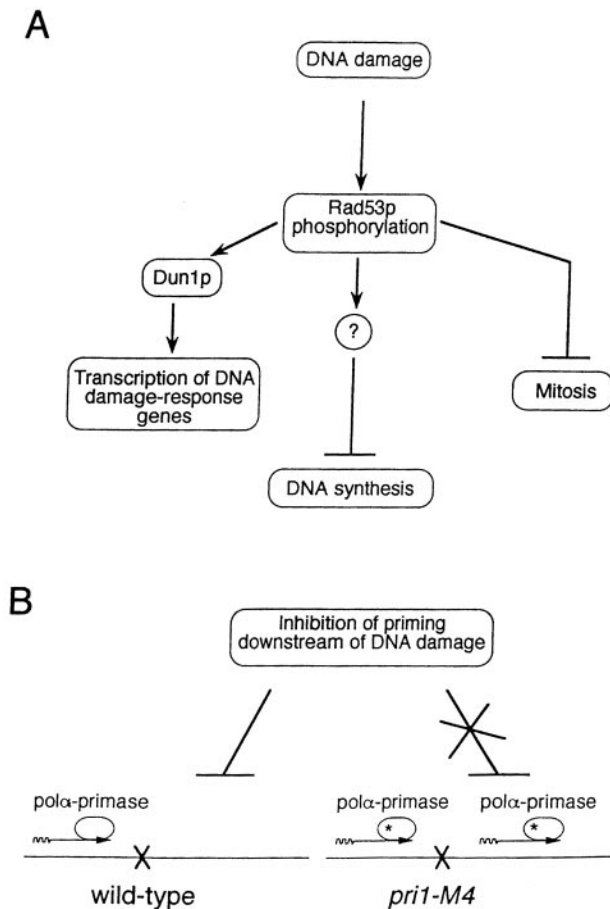 A
DNA damage
Rad53p
phosphorylation
Dun1p
?
Transcription of DNA
damage-response
genes
Mitosis
DNA synthesis
B
Inhibition of priming
downstream of DNA damage
polα-primase
polα-primase
polα-primase
*
*
X
X
wild-type
pri1-M4